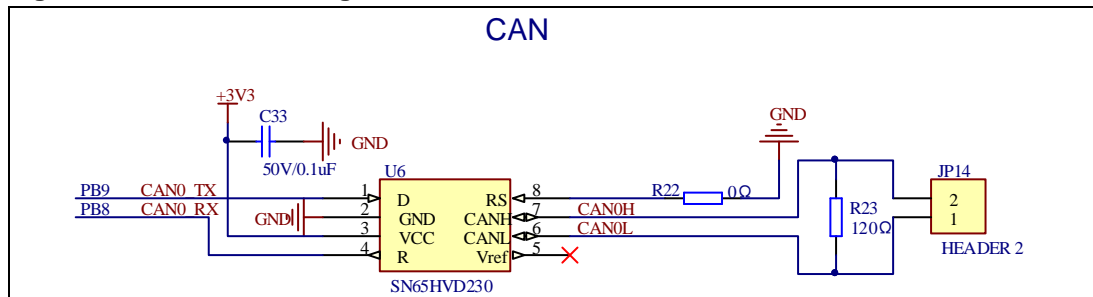 CAN
+3V3
C33
GND
50V/0.1uF
GND
U6
JP14
PB9 CAN0_TX 1 D RS 8 R22 0Ω
PB8 CAN0_RX GND 2 GND CANH 7 CAN0H R23 2
3 VCC CANL 6 CAN0L 120Ω 1
4 R Vref 5 HEADER 2
SN65HVD230